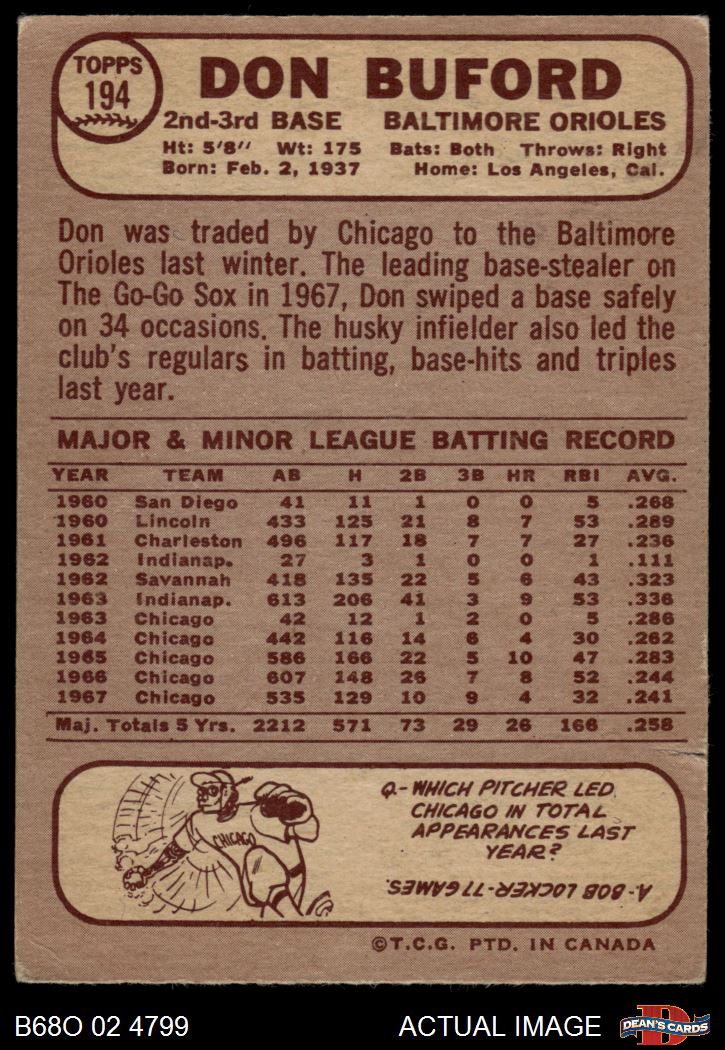 TOPPS
194
DON BUFORD
2nd-3rd BASE BALTIMORE ORIOLES
Ht: 5'8" Wt: 175 Bats: Both Throws: Right
Born: Feb. 2, 1937 Home: Los Angeles, Cal.
Don was traded by Chicago to the Baltimore
Orioles last winter. The leading base-stealer on
The Go-Go Sox in 1967, Don swiped a base safely
on 34 occasions. The husky infielder also led the
club's regulars in batting, base-hits and triples
last year.
MAJOR & MINOR LEAGUE BATTING RECORD
YEAR TEAM AB H 2B 3B HR RBI AVG.
1960 San Diego 41 11 1 0 0 5 .268
1960 Lincoln 433 125 21 8 7 53 .289
1961 Charleston 496 117 18 7 7 27 .236
1962 Indianap. 27 3 1 0 0 1 .111
1962 Savannah 418 135 22 5 6 43 .323
1963 Indianap. 613 206 41 3 9 53 .336
1963 Chicago 42 12 1 2 0 5 .286
1964 Chicago 442 116 14 6 4 30 .262
1965 Chicago 586 166 22 5 10 47 .283
1966 Chicago 607 148 26 7 8 52 .244
1967 Chicago 535 129 10 9 4 32 .241
Maj. Totals 5 Yrs. 2212 571 73 29 26 166 .258
CHICAGO
Q.- WHICH PITCHER LED
CHICAGO IN TOTAL
APPEARANCES LAST
YEAR?
A.-BOB LOCKER-77 GAMES.
©T.C.G. PTD. IN CANADA
B68O 02 4799 ACTUAL IMAGE DEAN'S CARDS